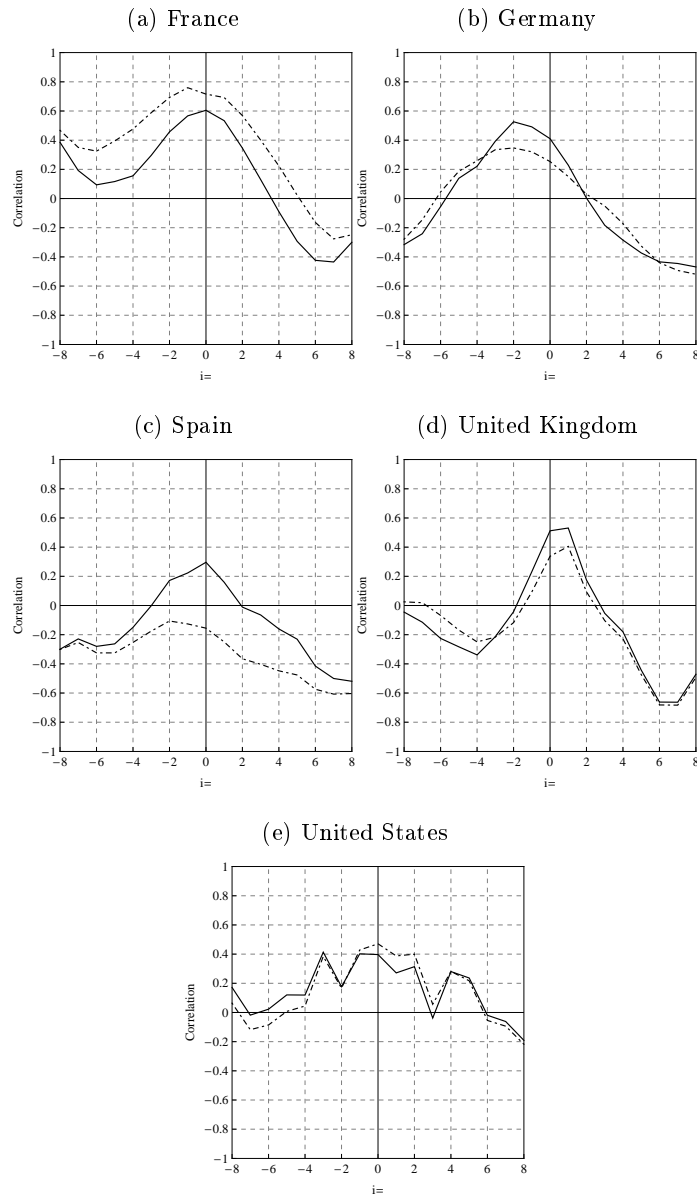 (a) France
(b) Germany
1
0.8
0.6
0.4
0.2
0
−0.2
−0.4
−0.6
−0.8
−1
Correlation
−8 −6 −4 −2 0 2 4 6 8
i=
1
0.8
0.6
0.4
0.2
0
−0.2
−0.4
−0.6
−0.8
−1
Correlation
−8 −6 −4 −2 0 2 4 6 8
i=
(c) Spain
(d) United Kingdom
1
0.8
0.6
0.4
0.2
0
−0.2
−0.4
−0.6
−0.8
−1
Correlation
−8 −6 −4 −2 0 2 4 6 8
i=
1
0.8
0.6
0.4
0.2
0
−0.2
−0.4
−0.6
−0.8
−1
Correlation
−8 −6 −4 −2 0 2 4 6 8
i=
(e) United States
1
0.8
0.6
0.4
0.2
0
−0.2
−0.4
−0.6
−0.8
−1
Correlation
−8 −6 −4 −2 0 2 4 6 8
i=